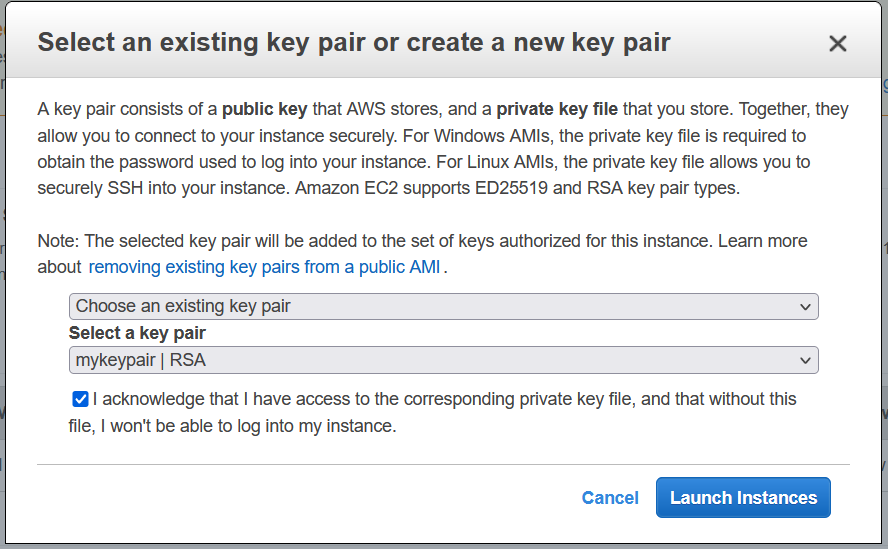 Select an existing key pair or create a new key pair
A key pair consists of a public key that AWS stores, and a private key file that you store. Together, they
allow you to connect to your instance securely. For Windows AMIs, the private key file is required to
obtain the password used to log into your instance. For Linux AMIs, the private key file allows you to
securely SSH into your instance. Amazon EC2 supports ED25519 and RSA key pair types.
Note: The selected key pair will be added to the set of keys authorized for this instance. Learn more
about removing existing key pairs from a public AMI .
Choose an existing key pair
Select a key pair
mykeypair | RSA
I acknowledge that I have access to the corresponding private key file, and that without this
file, I won't be able to log into my instance.
Cancel Launch Instances